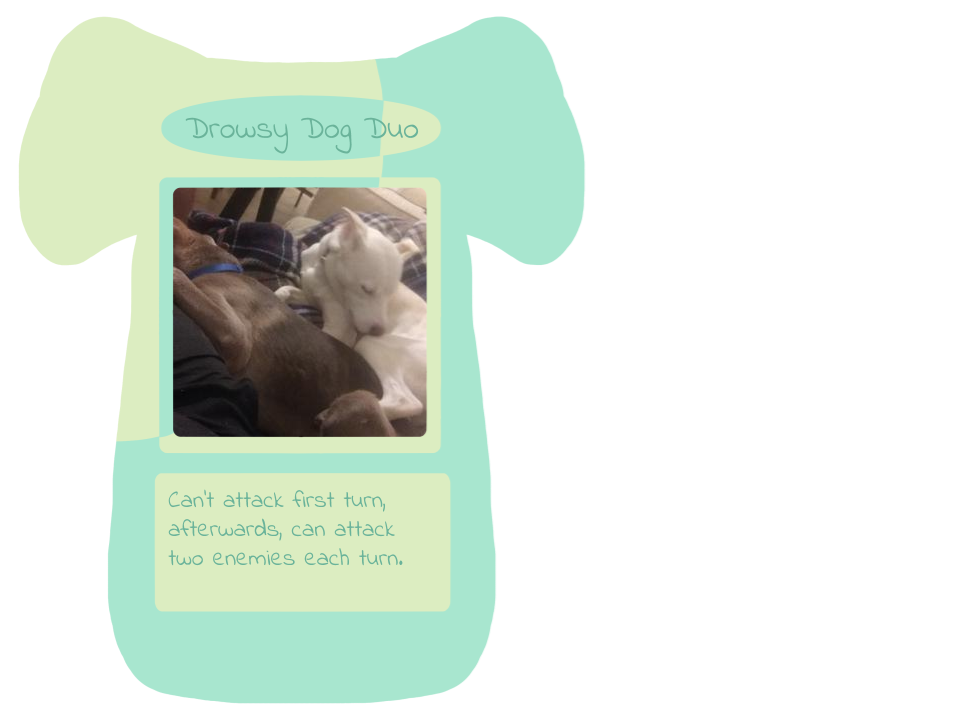 Drowsy Dog Duo
Can't attack first turn,
afterwards, can attack
two enemies each turn.